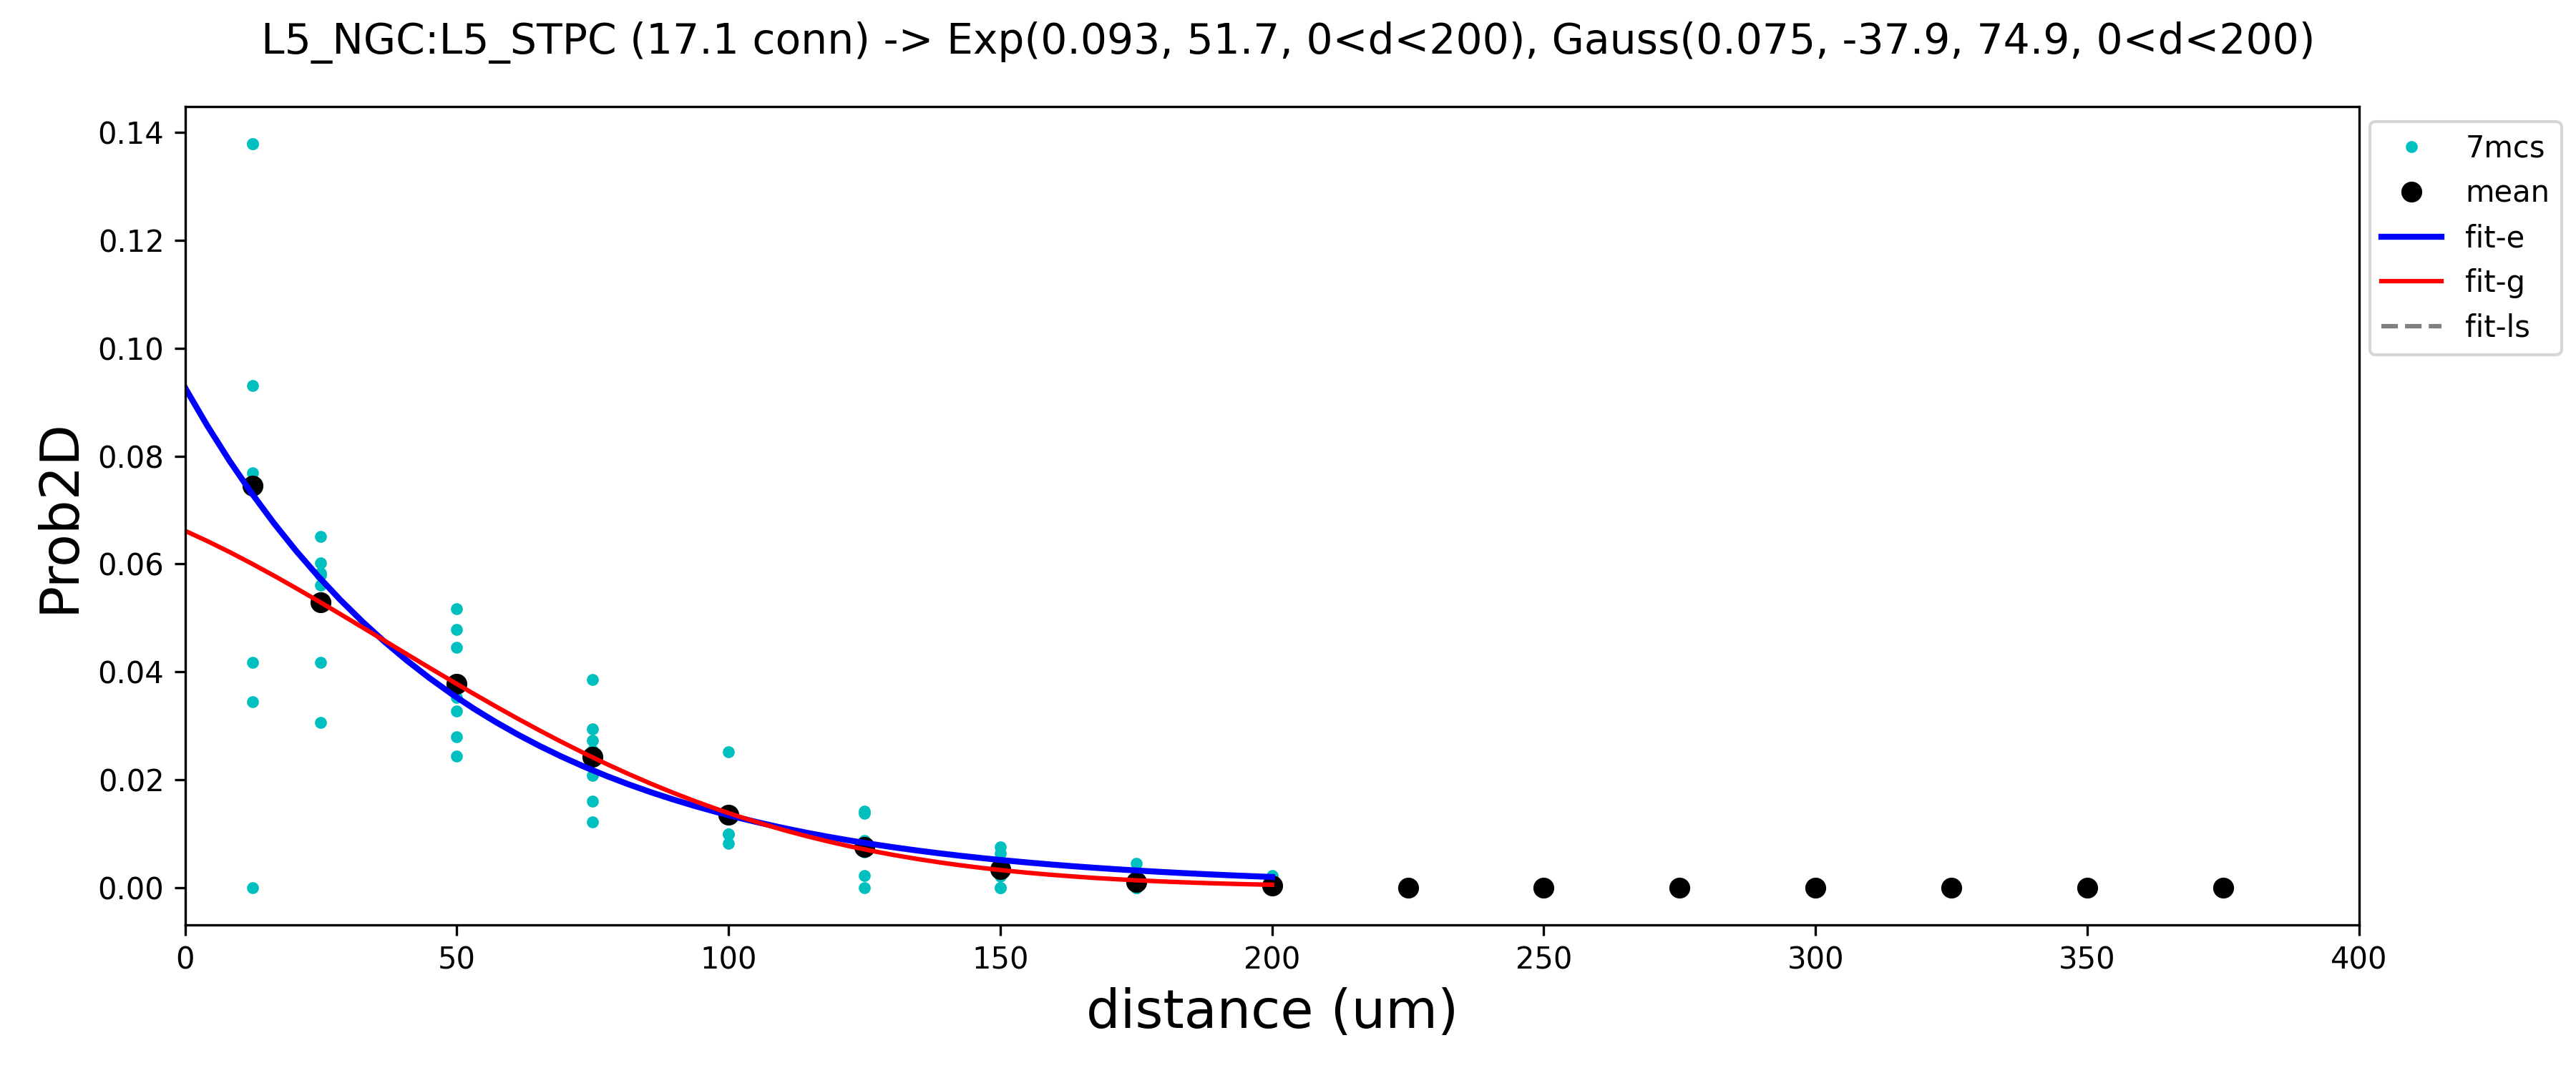 L5_NGC:L5_STPC (17.1 conn) -> Exp(0.093, 51.7, 0<d<200), Gauss(0.075, -37.9, 74.9, 0<d<200)
0.14
0.12
0.10
0.08
0.06
0.04
0.02
0.00
Prob2D
0 50 100 150 200 250 300 350 400
distance (um)
7mcs
mean
fit-e
fit-g
fit-ls